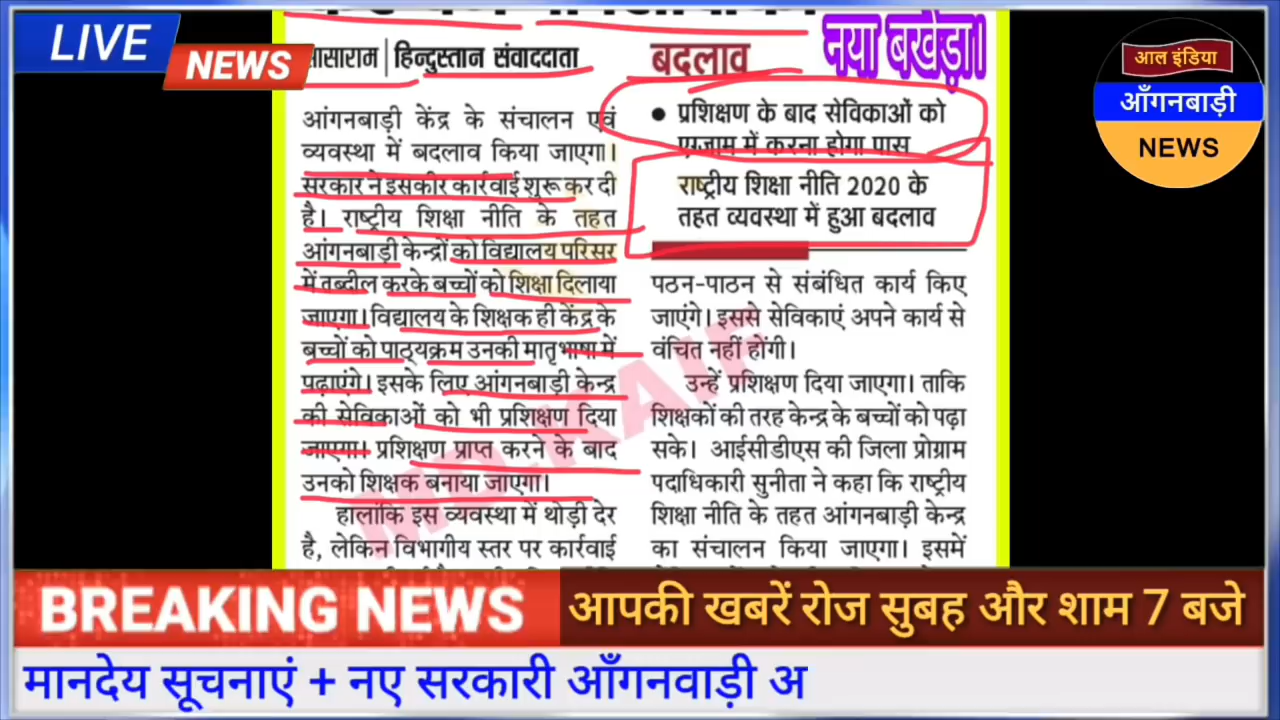 LIVE
NEWS
सासाराम | हिन्दुस्तान संवाददाता
आंगनबाड़ी केंद्र के संचालन एवं
व्यवस्था में बदलाव किया जाएगा।
सरकार ने इसकीर कार्रवाई शुरू कर दी
है। राष्ट्रीय शिक्षा नीति के तहत
आंगनबाड़ी केन्द्रों को विद्यालय परिसर
में तब्दील करके बच्चों को शिक्षा दिलाया
जाएगा। विद्यालय के शिक्षक ही केंद्र के
बच्चों को पाठ्यक्रम उनकी मातृभाषा में
पढ़ाएंगे। इसके लिए आंगनबाड़ी केन्द्र
की सेविकाओं को भी प्रशिक्षण दिया
जाएगा। प्रशिक्षण प्राप्त करने के बाद
उनको शिक्षक बनाया जाएगा।
हालांकि इस व्यवस्था में थोड़ी देर
है, लेकिन विभागीय स्तर पर कार्रवाई
बदलाव
नया बखेड़ा।
• प्रशिक्षण के बाद सेविकाओं को
एग्जाम में करना होगा पास
राष्ट्रीय शिक्षा नीति 2020 के
तहत व्यवस्था में हुआ बदलाव
पठन-पाठन से संबंधित कार्य किए
जाएंगे। इससे सेविकाएं अपने कार्य से
वंचित नहीं होंगी।
उन्हें प्रशिक्षण दिया जाएगा। ताकि
शिक्षकों की तरह केन्द्र के बच्चों को पढ़ा
सके। आईसीडीएस की जिला प्रोग्राम
पदाधिकारी सुनीता ने कहा कि राष्ट्रीय
शिक्षा नीति के तहत आंगनबाड़ी केन्द्र
का संचालन किया जाएगा। इसमें
MD.KAIF
आल इंडिया
आँगनबाड़ी
NEWS
BREAKING NEWS
आपकी खबरें रोज सुबह और शाम 7 बजे
मानदेय सूचनाएं + नए सरकारी आँगनवाड़ी अ